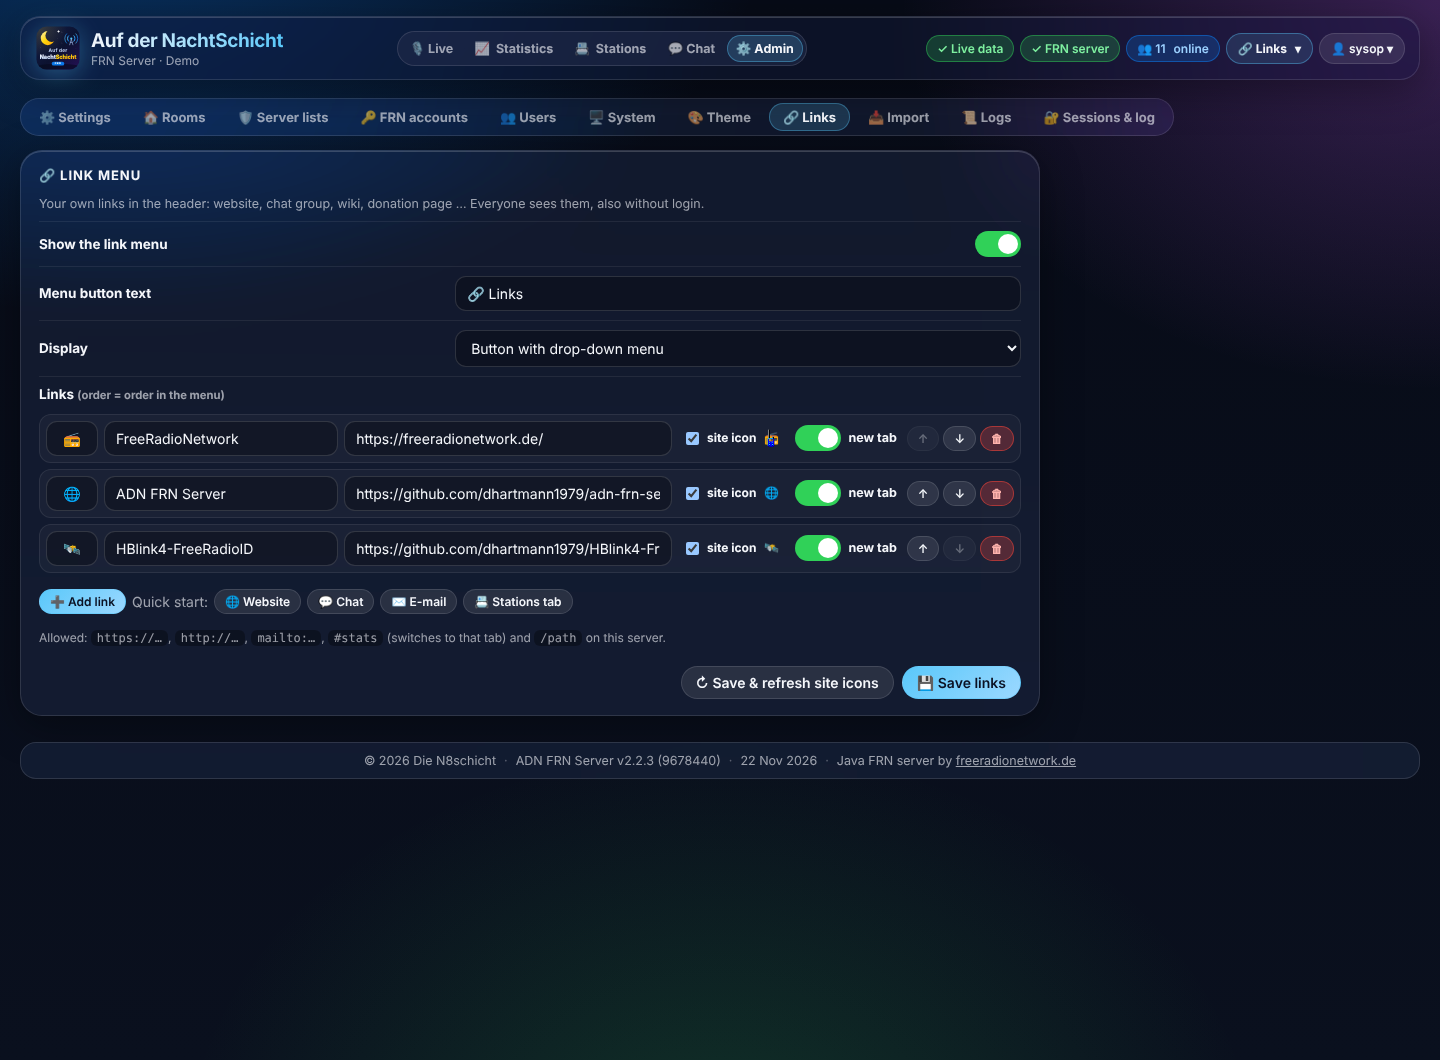 Auf der NachtSchicht
FRN Server · Demo
Auf der
NachtSchicht
Live
Statistics
Stations
Chat
Admin
✓ Live data
✓ FRN server
11 online
Links ▾
sysop ▾
Settings
Rooms
Server lists
FRN accounts
Users
System
Theme
Links
Import
Logs
Sessions & log
LINK MENU
Your own links in the header: website, chat group, wiki, donation page ... Everyone sees them, also without login.
Show the link menu
Menu button text
🔗 Links
Display
Button with drop-down menu
Links (order = order in the menu)
FreeRadioNetwork https://freeradionetwork.de/ site icon new tab ↑ ↓
ADN FRN Server https://github.com/dhartmann1979/adn-frn-se site icon new tab ↑ ↓
HBlink4-FreeRadioID https://github.com/dhartmann1979/HBlink4-Fr site icon new tab ↑ ↓
➕ Add link Quick start: Website Chat E-mail Stations tab
Allowed: https://… , http://… , mailto:… , #stats (switches to that tab) and /path on this server.
↻ Save & refresh site icons
Save links
© 2026 Die N8schicht · ADN FRN Server v2.2.3 (9678440) · 22 Nov 2026 · Java FRN server by freeradionetwork.de